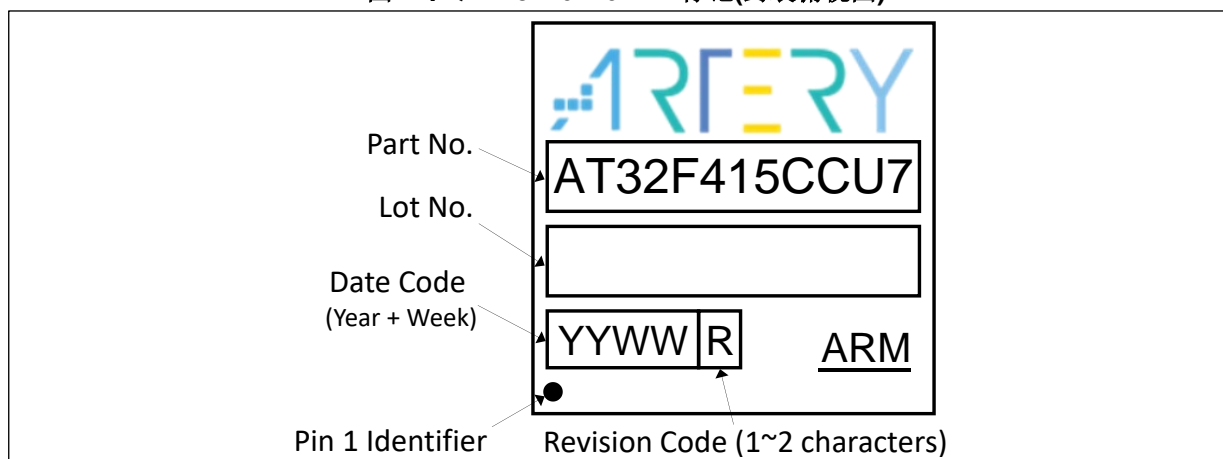 ARTERY
Part No.
AT32F415CCU7
Lot No.
Date Code
(Year + Week)
YYWW R
ARM
Pin 1 Identifier
Revision Code (1~2 characters)